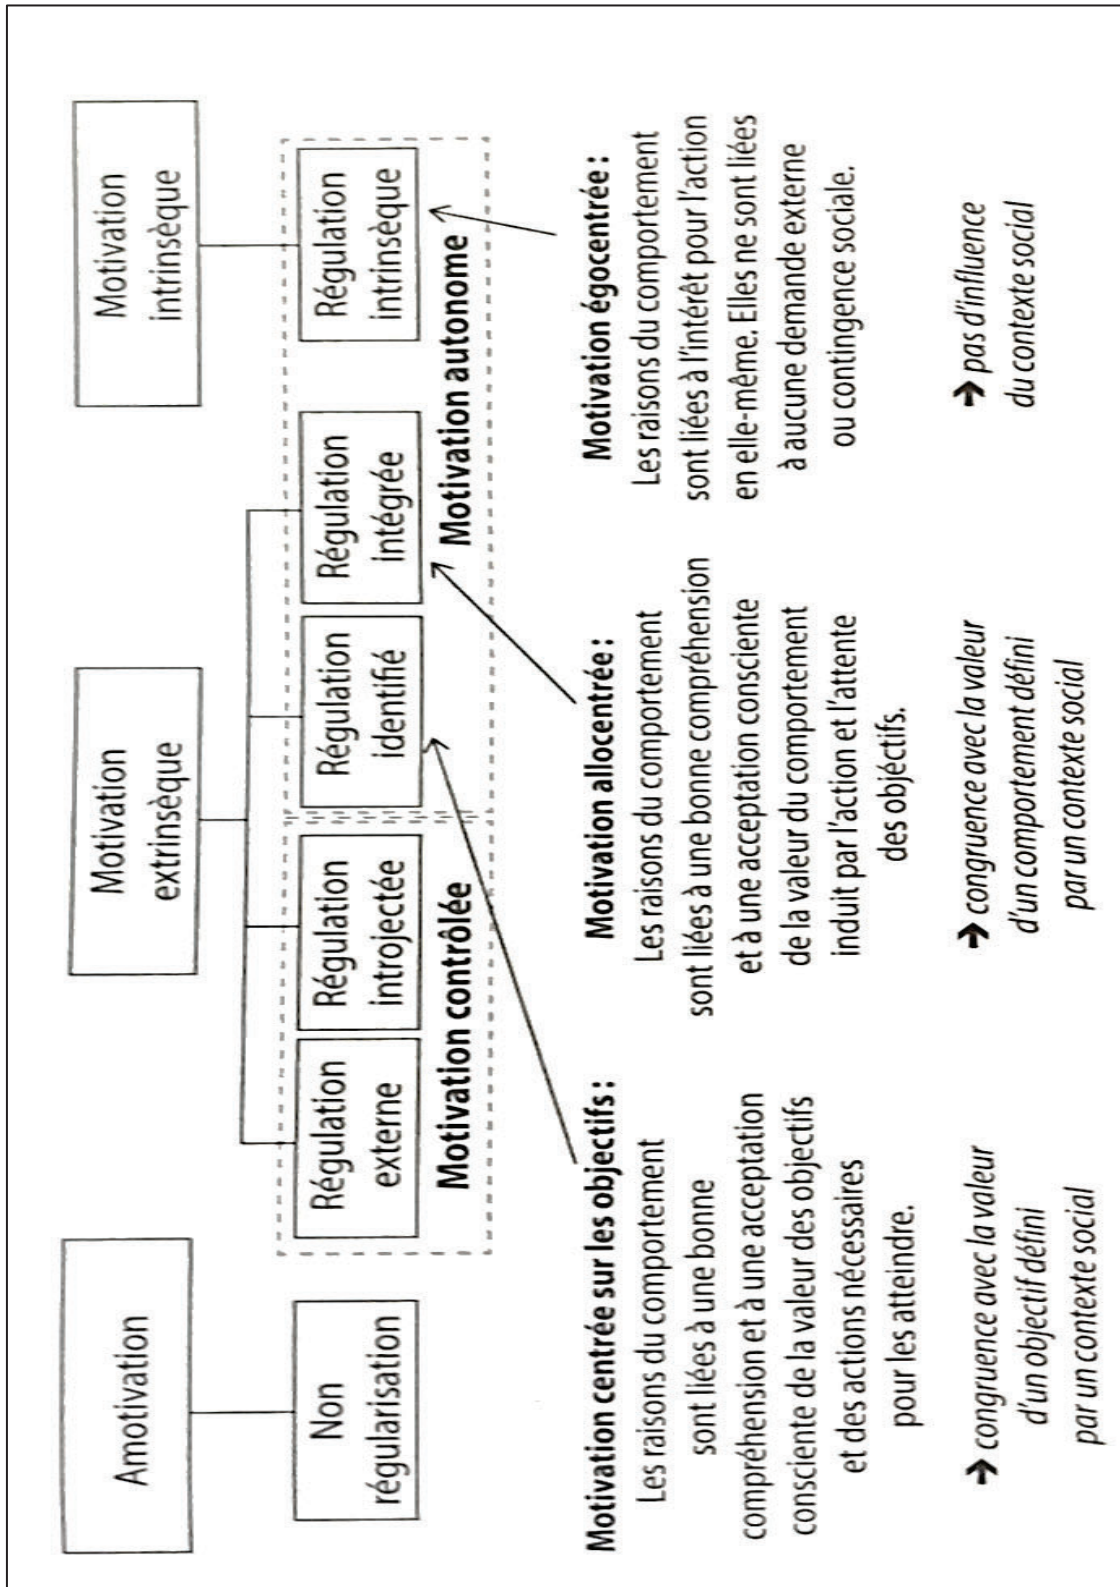 Amotivation
Motivation
extrinsèque
Motivation
intrinsèque
Non
régularisation
Régulation
externe
Régulation
introjectée
Régulation
identifié
Régulation
intégrée
Régulation
intrinsèque
Motivation contrôlée
Motivation autonome
Motivation centrée sur les objectifs :
Les raisons du comportement
sont liées à une bonne
compréhension et à une acceptation
consciente de la valeur des objectifs
et des actions nécessaires
pour les atteindre.
➔ congruence avec la valeur
d'un objectif défini
par un contexte social
Motivation allocentrée :
Les raisons du comportement
sont liées à une bonne compréhension
et à une acceptation consciente
de la valeur du comportement
induit par l'action et l'attente
des objéctifs.
➔ congruence avec la valeur
d'un comportement défini
par un contexte social
Motivation égocentrée :
Les raisons du comportement
sont liées à l'intérêt pour l'action
en elle-même. Elles ne sont liées
à aucune demande externe
ou contingence sociale.
➔ pas d'influence
du contexte social